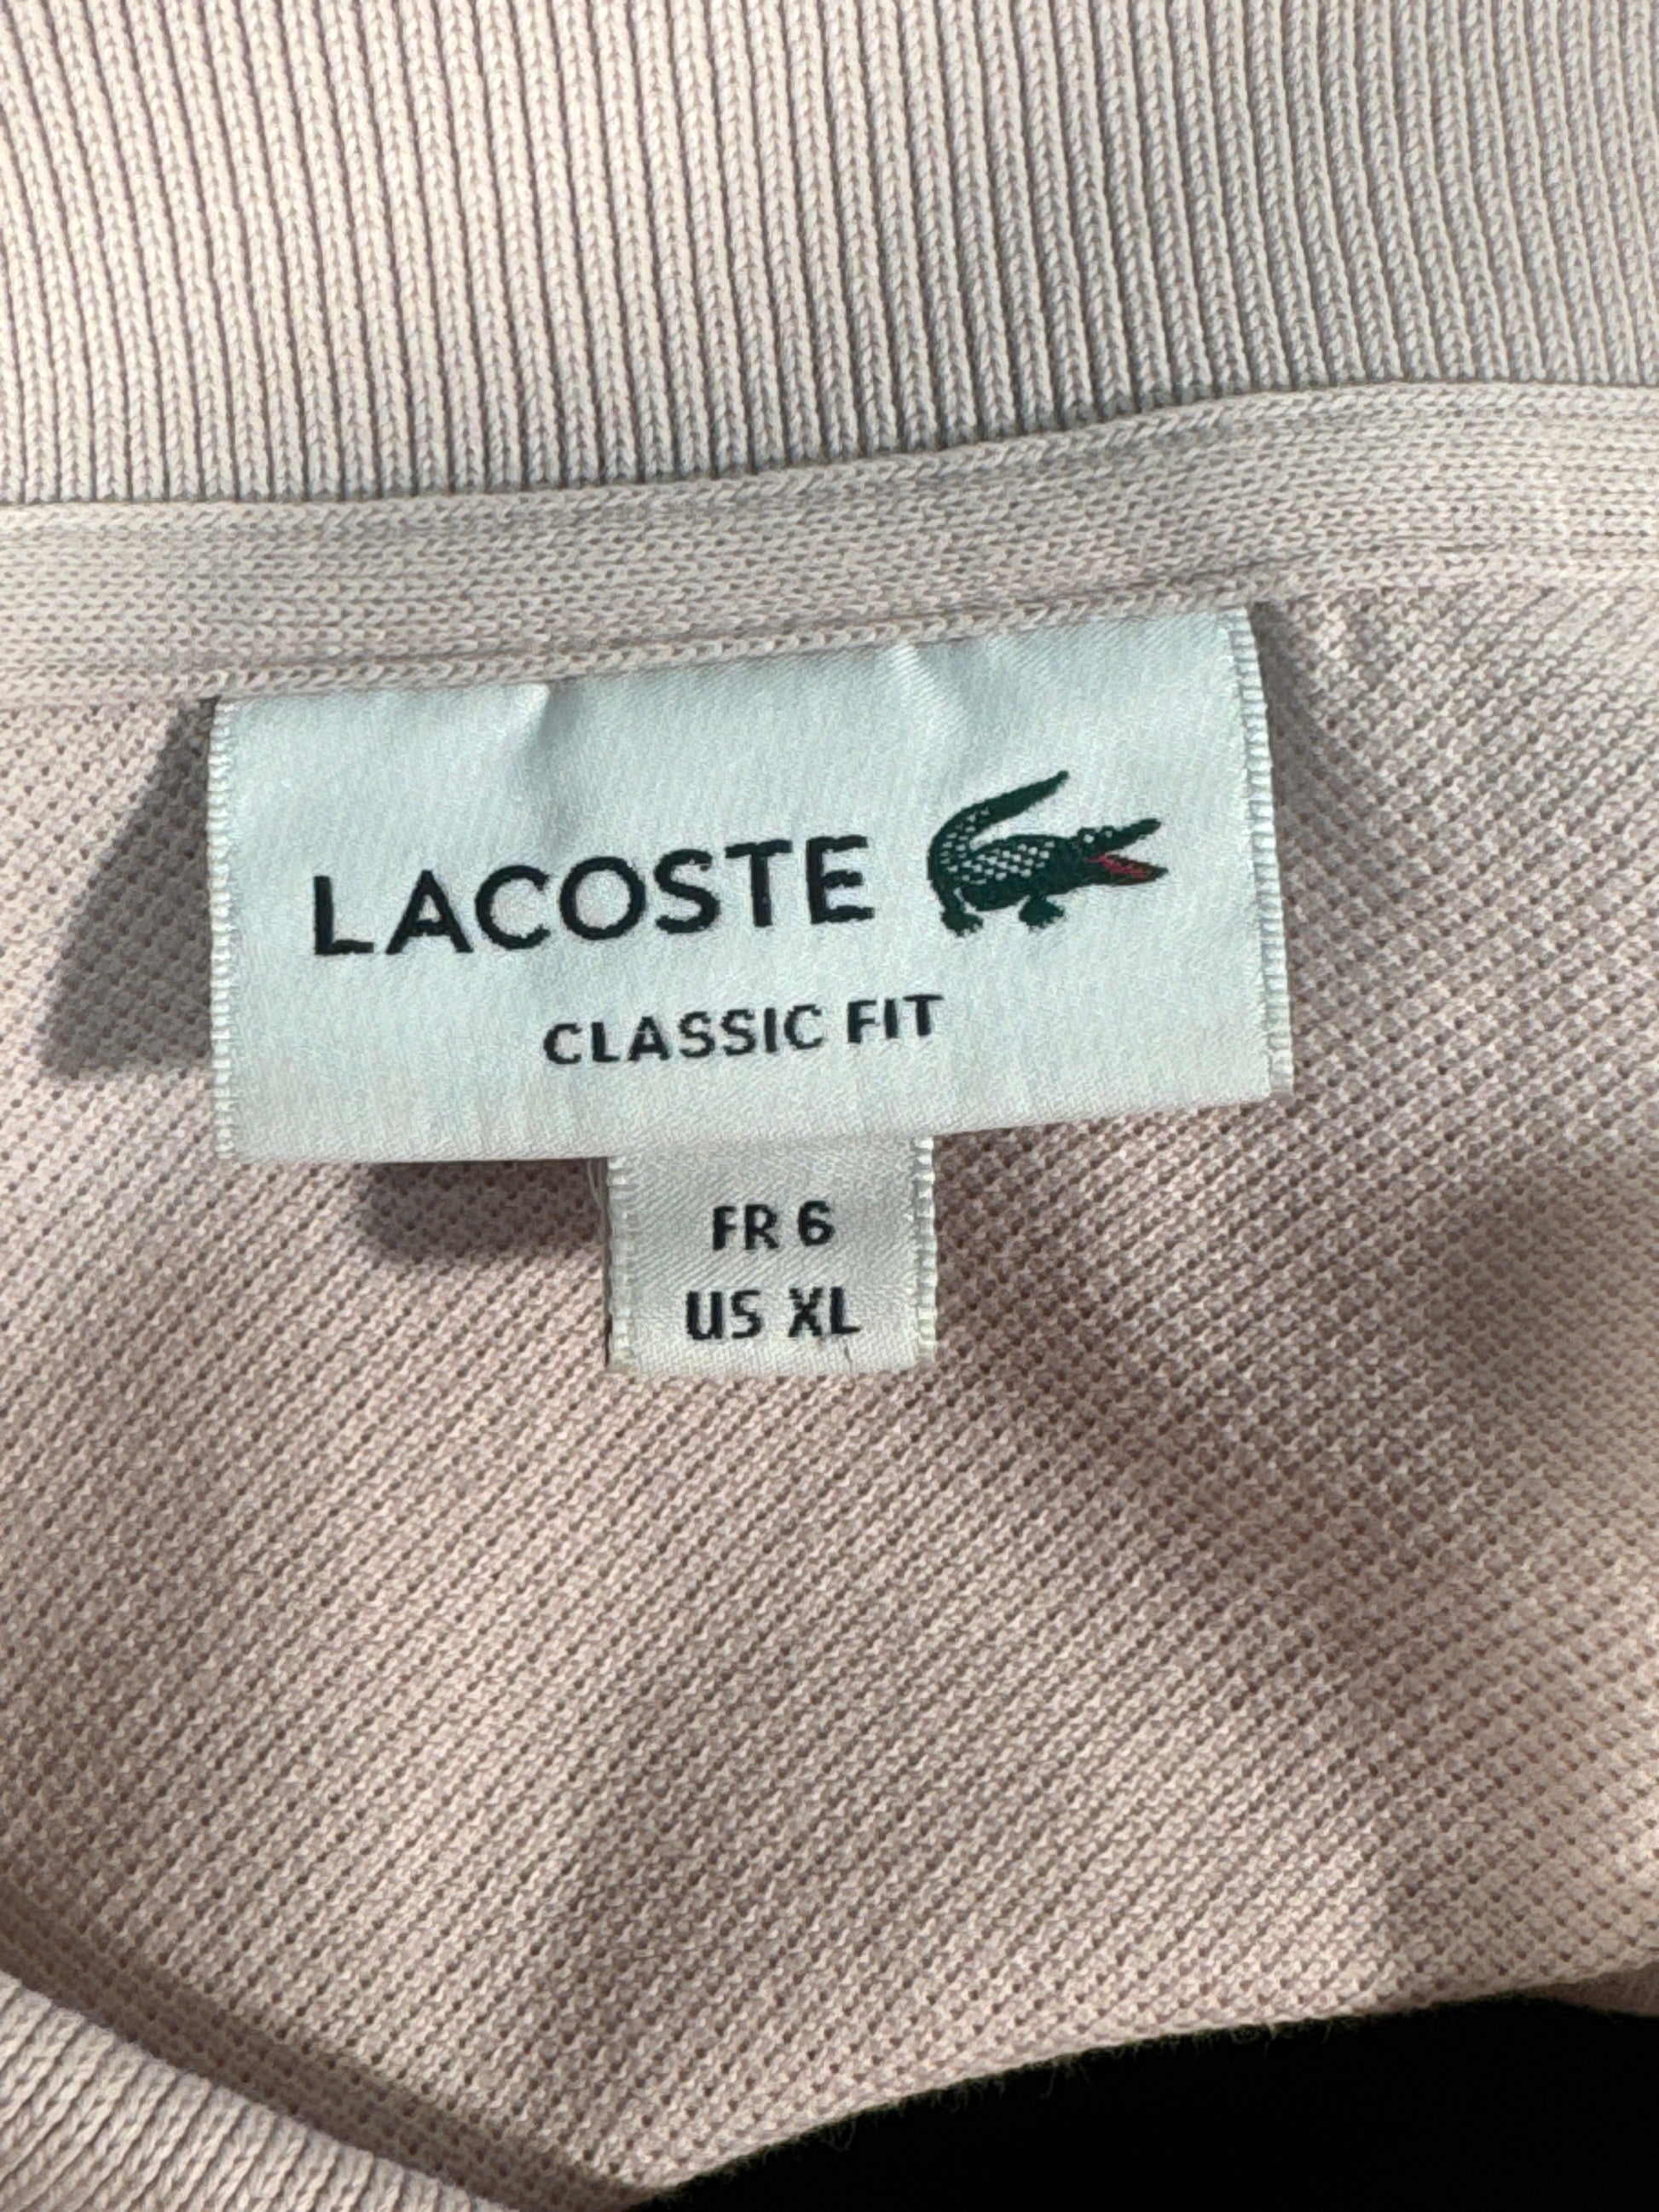 LACOSTE
CLASSIC FIT
FR 6
US XL